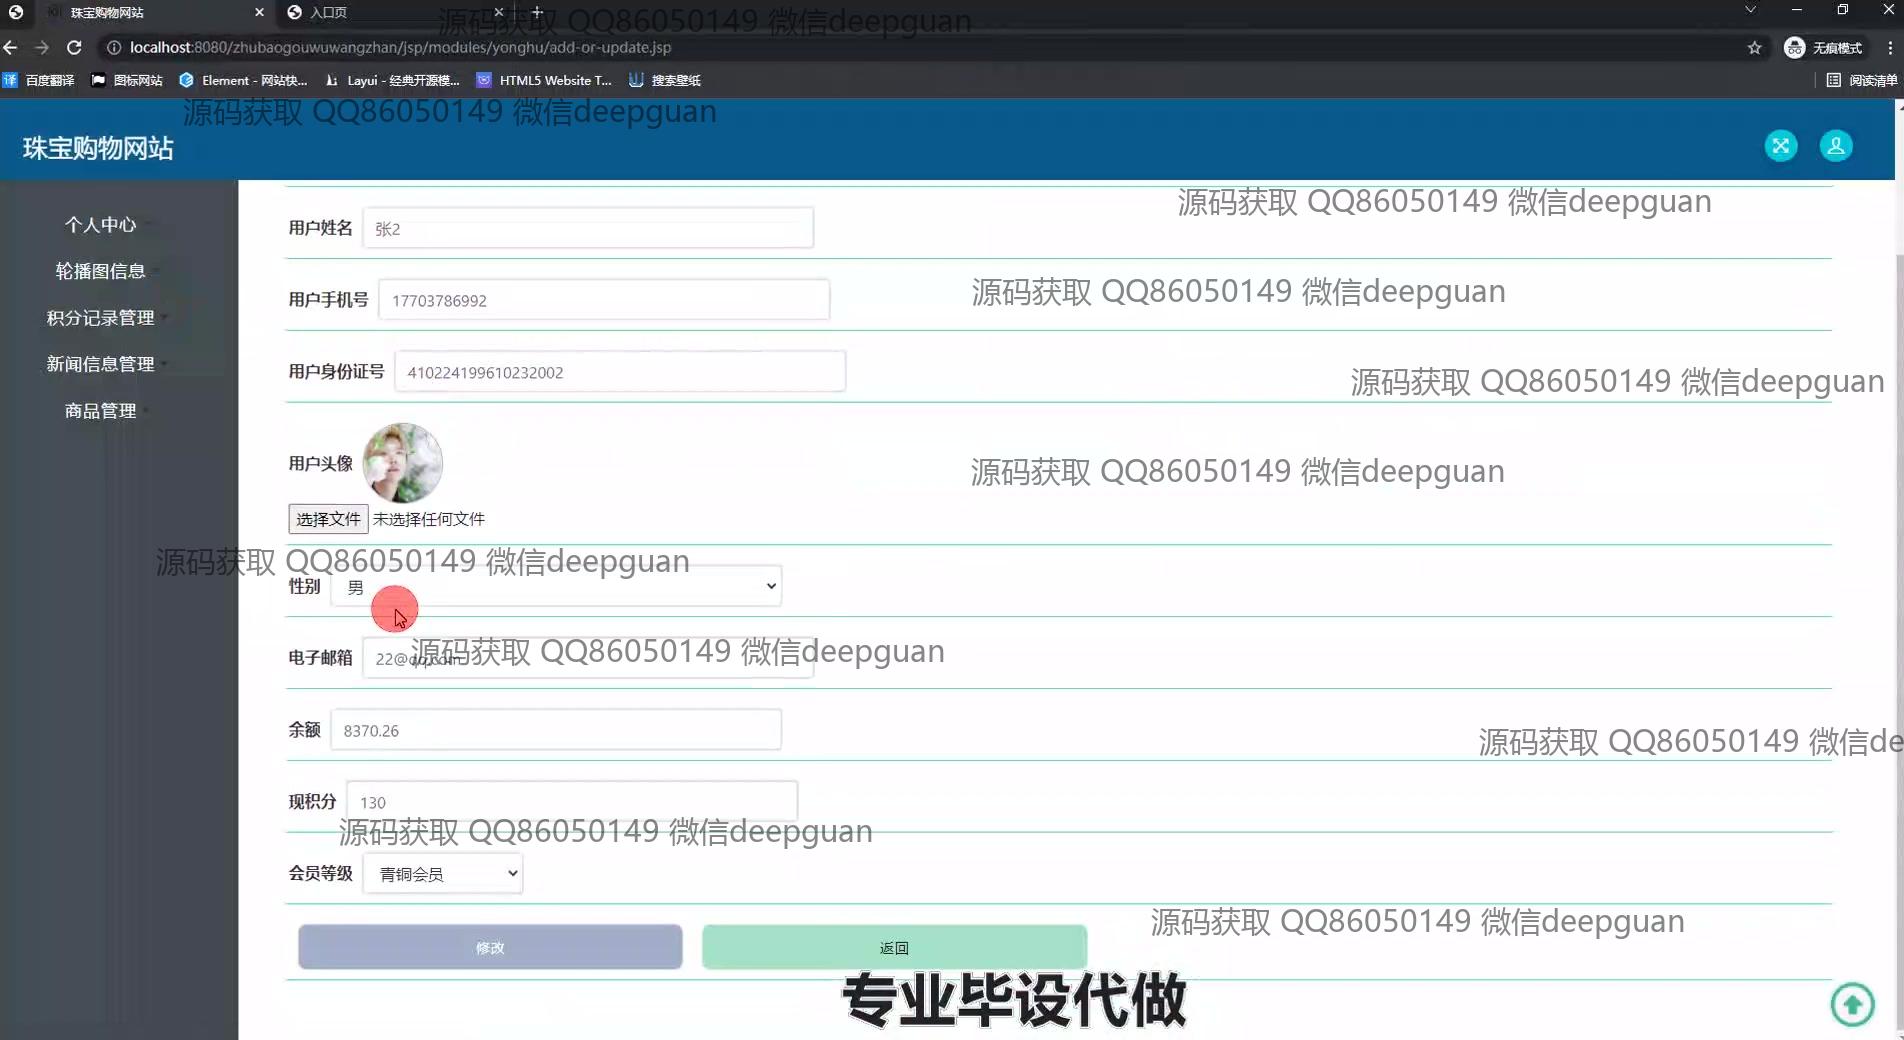 珠宝购物网站
入口页
源码获取 QQ86050149 微信deepguan
localhost:8080/zhubaogouwuwangzhan/jsp/modules/yonghu/add-or-update.jsp
无痕模式
译 百度翻译 图标网站 Element - 网站快... Layui - 经典开源模... HTML5 Website T... 搜索壁纸 阅读清单
源码获取 QQ86050149 微信deepguan
珠宝购物网站
源码获取 QQ86050149 微信deepguan
个人中心
轮播图信息
积分记录管理
新闻信息管理
商品管理
用户姓名 张2
源码获取 QQ86050149 微信deepguan
用户手机号 17703786992
用户身份证号 410224199610232002
源码获取 QQ86050149 微信deepguan
用户头像
源码获取 QQ86050149 微信deepguan
选择文件 未选择任何文件
源码获取 QQ86050149 微信deepguan
性别 男
电子邮箱 22@qq.com
源码获取 QQ86050149 微信deepguan
余额 8370.26
源码获取 QQ86050149 微信de
现积分 130
源码获取 QQ86050149 微信deepguan
会员等级 青铜会员
源码获取 QQ86050149 微信deepguan
修改 返回
专业毕设代做